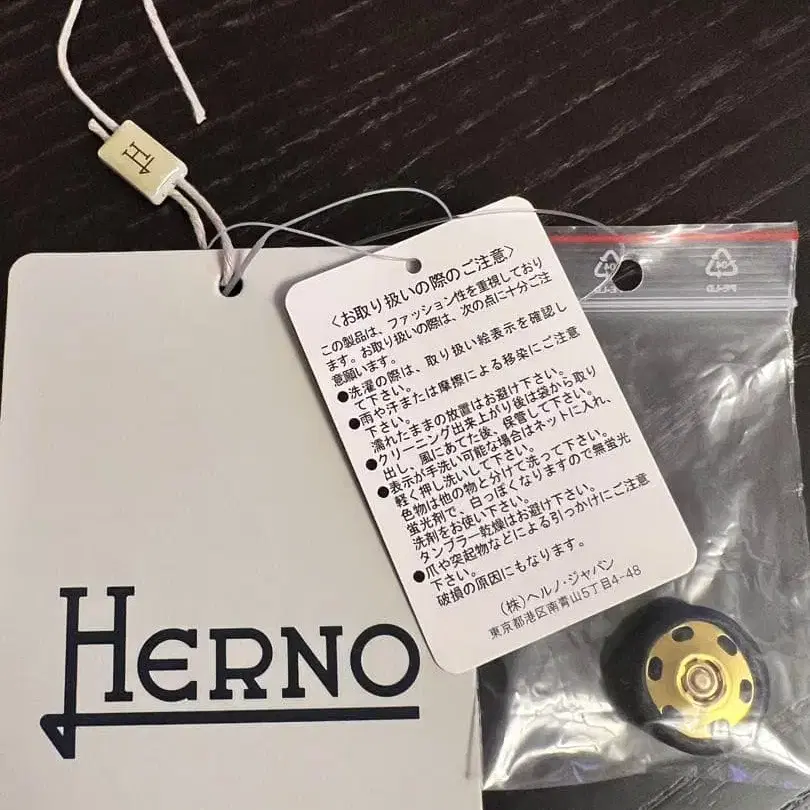 H
HERNO
〈お取り扱いの際のご注意〉
この製品は、ファッション性を重視しており
ます。お取り扱いの際は、次の点に十分ご注
意願います。
●洗濯の際は、取り扱い絵表示を確認し
て下さい。
●雨や汗または摩擦による移染にご注意
下さい。
濡れたままの放置はお避け下さい。
●クリーニング出来上がり後は袋から取り
出し、風にあてた後、保管して下さい。
●表示が手洗い可能な場合はネットに入れ、
軽く押し洗いして下さい。
色物は他の物と分けて洗って下さい。
蛍光剤で、白っぽくなりますので無蛍光
洗剤をお使い下さい。
タンブラー乾燥はお避け下さい。
●爪や突起物などによる引っかけにご注意
下さい。
破損の原因にもなります。
(株)ヘルノ・ジャパン
東京都港区南青山5丁目4-48